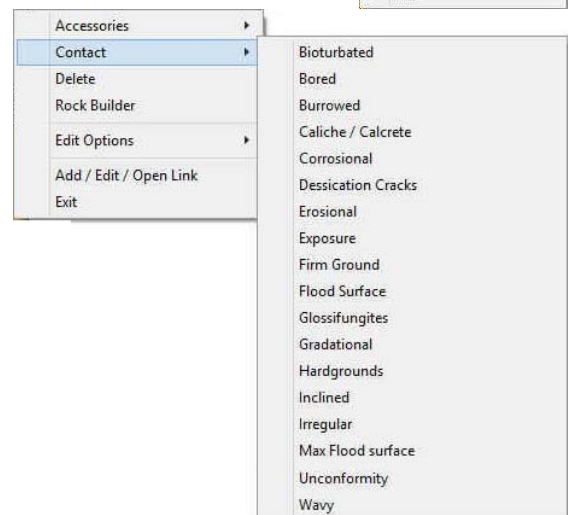 Accessories
Contact
Delete
Rock Builder
Edit Options
Add / Edit / Open Link
Exit
Bioturbated
Bored
Burrowed
Caliche / Calcrete
Corrosional
Dessication Cracks
Erosional
Exposure
Firm Ground
Flood Surface
Glossifungites
Gradational
Hardgrounds
Inclined
Irregular
Max Flood surface
Unconformity
Wavy